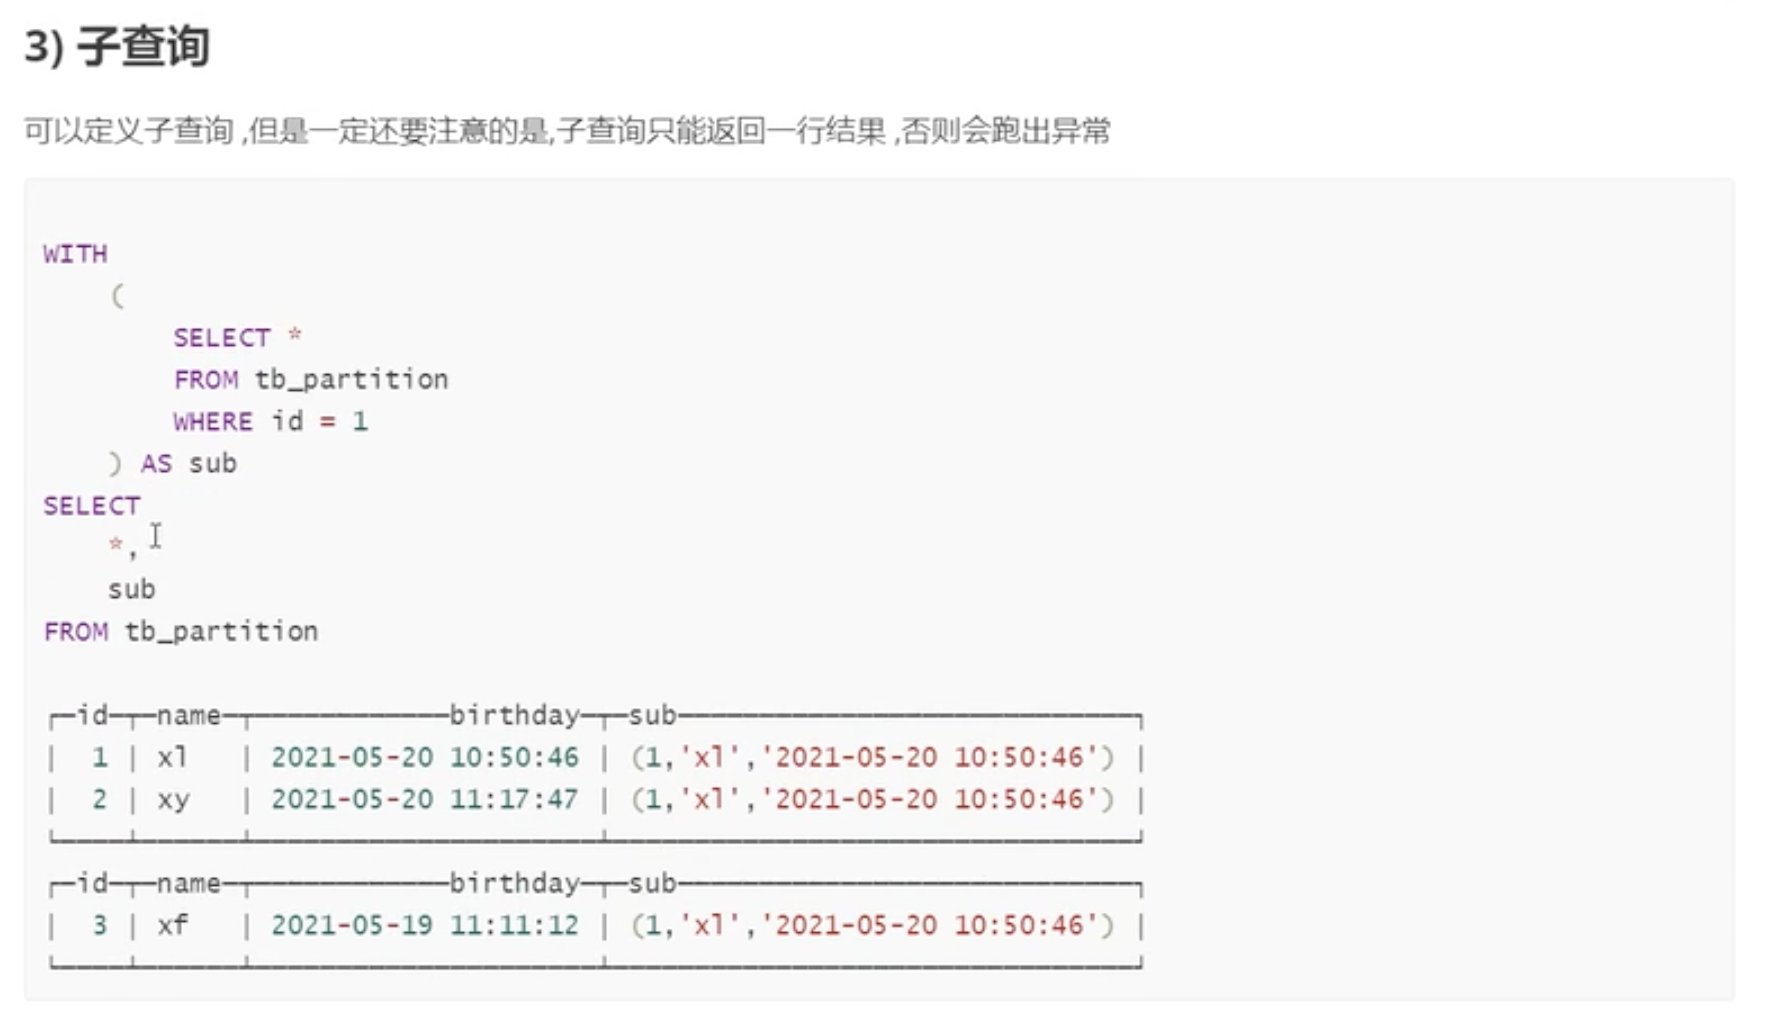 3) 子查询
可以定义子查询 ,但是一定还要注意的是,子查询只能返回一行结果 ,否则会跑出异常
WITH
(
SELECT *
FROM tb_partition
WHERE id = 1
) AS sub
SELECT
*,
sub
FROM tb_partition
┌─id─┬─name─┬────────────birthday─┬─sub─────────────────────────────┐
│ 1 │ xl │ 2021-05-20 10:50:46 │ (1,'xl','2021-05-20 10:50:46') │
│ 2 │ xy │ 2021-05-20 11:17:47 │ (1,'xl','2021-05-20 10:50:46') │
└────┴──────┴─────────────────────┴────────────────────────────────┘
┌─id─┬─name─┬────────────birthday─┬─sub─────────────────────────────┐
│ 3 │ xf │ 2021-05-19 11:11:12 │ (1,'xl','2021-05-20 10:50:46') │
└────┴──────┴─────────────────────┴────────────────────────────────┘